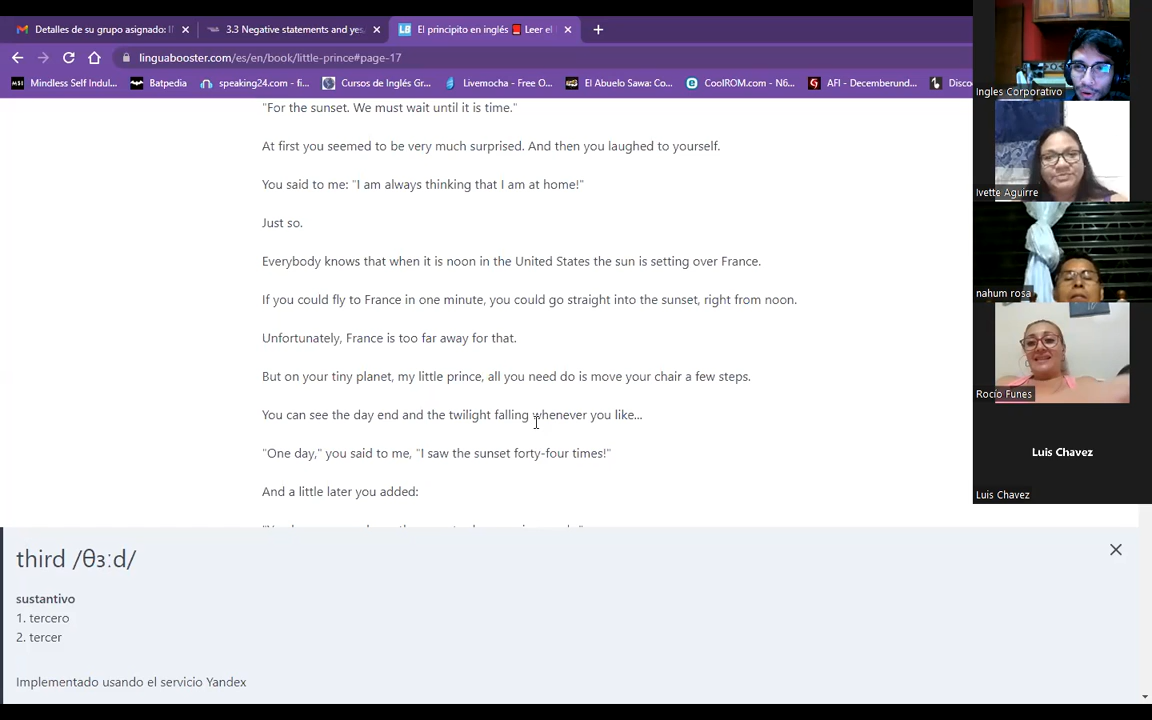 Detalles de su grupo asignado: I
3.3 Negative statements and yes.
El principito en inglés 📕 Leer el
linguabooster.com/es/en/book/little-prince#page-17
Mindless Self Indul...
Batpedia
speaking24.com - fi...
Cursos de Inglés Gr...
Livemocha - Free O...
El Abuelo Sawa: Co...
CoolROM.com - N6...
AFI - Decemberund...
Disco
"For the sunset. We must wait until it is time."
At first you seemed to be very much surprised. And then you laughed to yourself.
You said to me: "I am always thinking that I am at home!"
Just so.
Everybody knows that when it is noon in the United States the sun is setting over France.
If you could fly to France in one minute, you could go straight into the sunset, right from noon.
Unfortunately, France is too far away for that.
But on your tiny planet, my little prince, all you need do is move your chair a few steps.
You can see the day end and the twilight falling whenever you like...
"One day," you said to me, "I saw the sunset forty-four times!"
And a little later you added:
third /θɜːd/
sustantivo
1. tercero
2. tercer
Implementado usando el servicio Yandex
Ingles Corporativo
Ivette Aguirre
nahum rosa
Rocío Funes
Luis Chavez
Luis Chavez